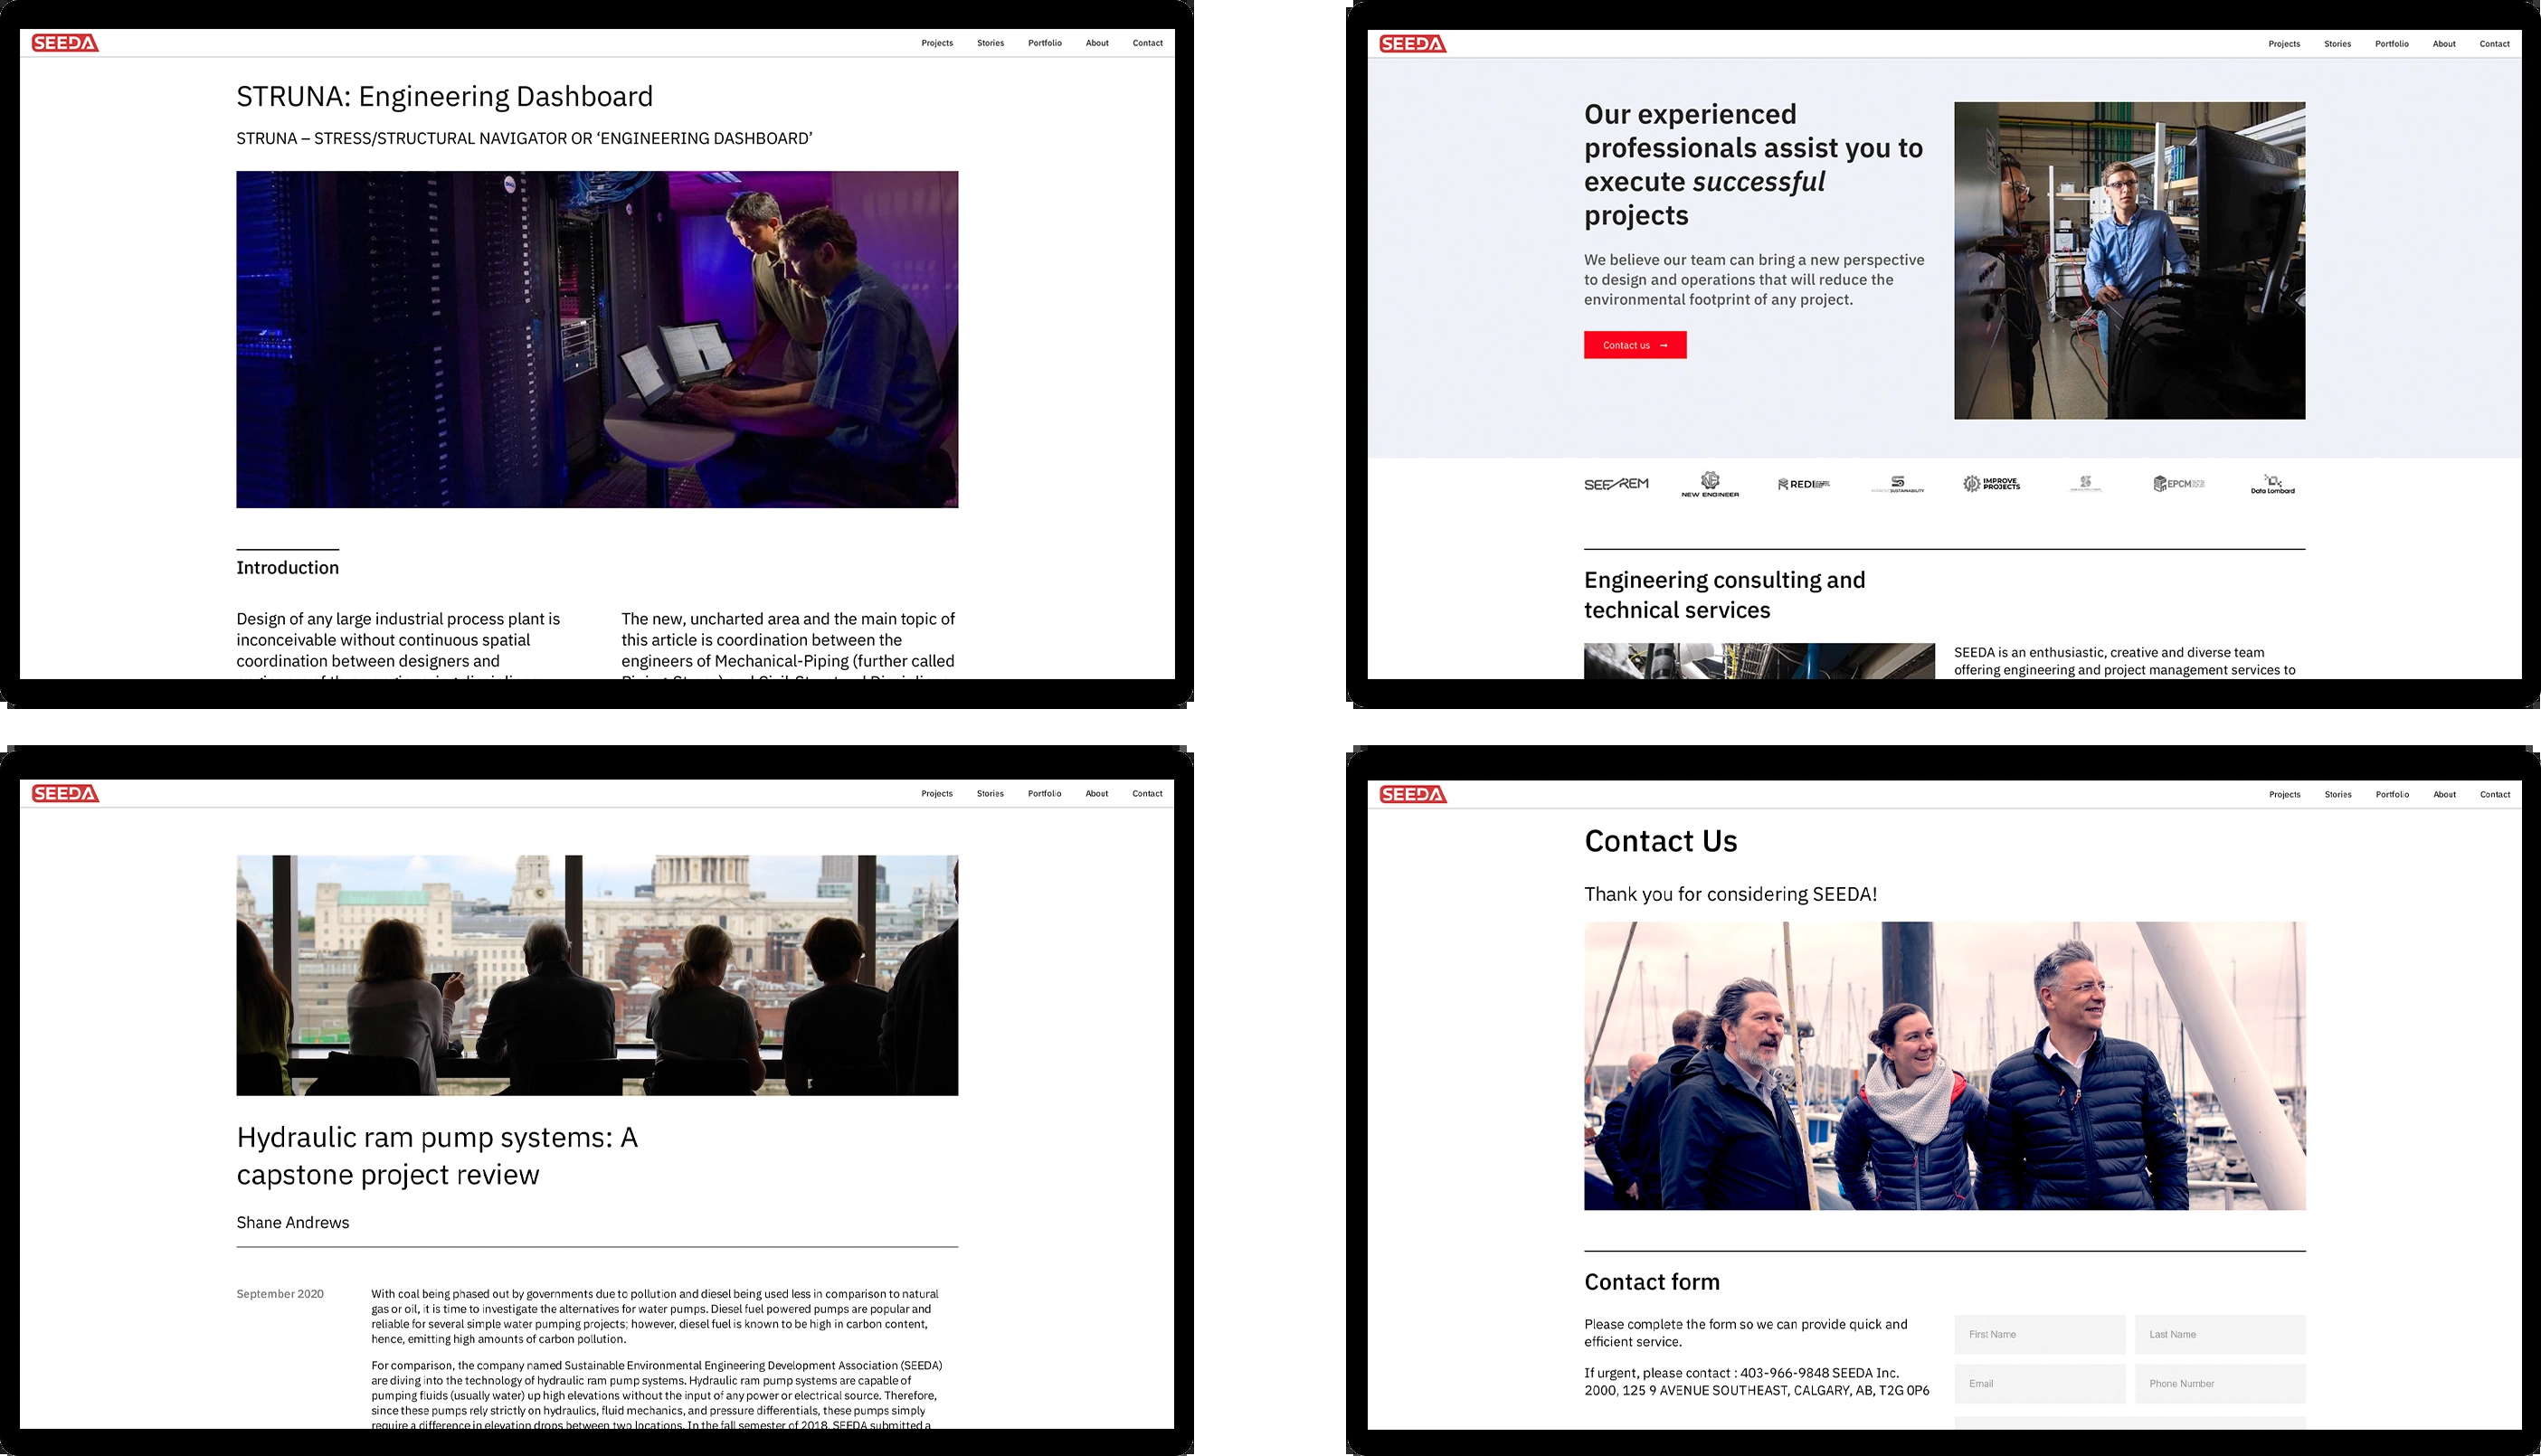 SEEDA
Projects Stories Portfolio About Contact
STRUNA: Engineering Dashboard
STRUNA – STRESS/STRUCTURAL NAVIGATOR OR ‘ENGINEERING DASHBOARD’
Introduction
Design of any large industrial process plant is
inconceivable without continuous spatial
coordination between designers and
The new, uncharted area and the main topic of
this article is coordination between the
engineers of Mechanical-Piping (further called
SEEDA
Projects Stories Portfolio About Contact
Our experienced
professionals assist you to
execute successful
projects
We believe our team can bring a new perspective
to design and operations that will reduce the
environmental footprint of any project.
Contact us →
NEW ENGINEER
REDI
SUSTAINABILITY
IMPROVE
PROJECTS
EPCM
Data Lombard
Engineering consulting and
technical services
SEEDA is an enthusiastic, creative and diverse team
offering engineering and project management services to
SEEDA
Projects Stories Portfolio About Contact
Hydraulic ram pump systems: A
capstone project review
Shane Andrews
September 2020
With coal being phased out by governments due to pollution and diesel being used less in comparison to natural
gas or oil, it is time to investigate the alternatives for water pumps. Diesel fuel powered pumps are popular and
reliable for several simple water pumping projects; however, diesel fuel is known to be high in carbon content,
hence, emitting high amounts of carbon pollution.
For comparison, the company named Sustainable Environmental Engineering Development Association (SEEDA)
are diving into the technology of hydraulic ram pump systems. Hydraulic ram pump systems are capable of
pumping fluids (usually water) up high elevations without the input of any power or electrical source. Therefore,
since these pumps rely strictly on hydraulics, fluid mechanics, and pressure differentials, these pumps simply
require a difference in elevation drops between two locations. In the fall semester of 2018, SEEDA submitted a
SEEDA
Projects Stories Portfolio About Contact
Contact Us
Thank you for considering SEEDA!
Contact form
Please complete the form so we can provide quick and
efficient service.
If urgent, please contact : 403-966-9848 SEEDA Inc.
2000, 125 9 AVENUE SOUTHEAST, CALGARY, AB, T2G 0P6
First Name
Last Name
Email
Phone Number